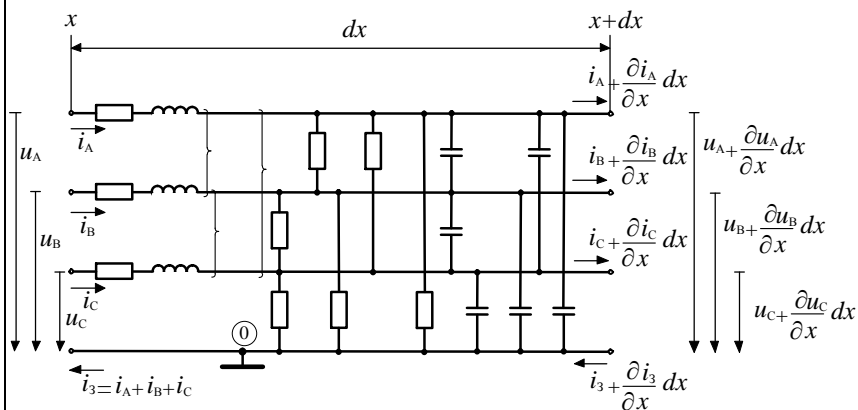 x
dx
x+dx
i_A + ∂i_A/∂x dx
i_A
u_A
i_B + ∂i_B/∂x dx
u_A + ∂u_A/∂x dx
i_B
u_B
i_C + ∂i_C/∂x dx
u_B + ∂u_B/∂x dx
i_C
u_C
u_C + ∂u_C/∂x dx
0
i_3 = i_A + i_B + i_C
i_3 + ∂i_3/∂x dx